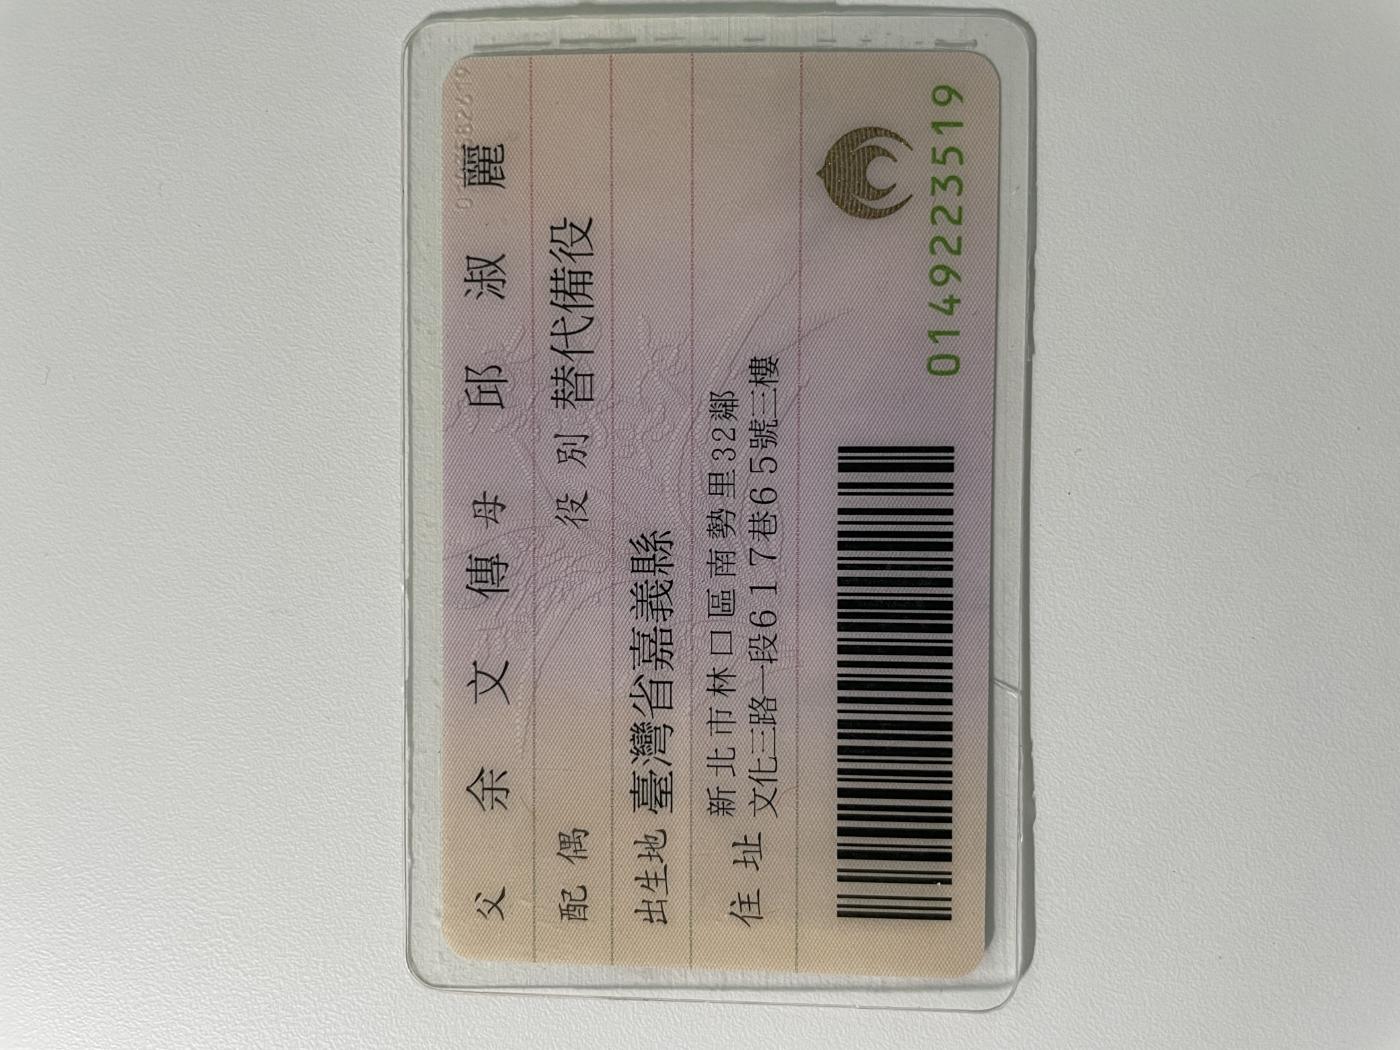 父 余文傳 母 邱淑麗
配偶 役別 替代備役
出生地 臺灣省嘉義縣
住址 新北市林口區南勢里32鄰
文化三路一段617巷65號三樓
0149223519